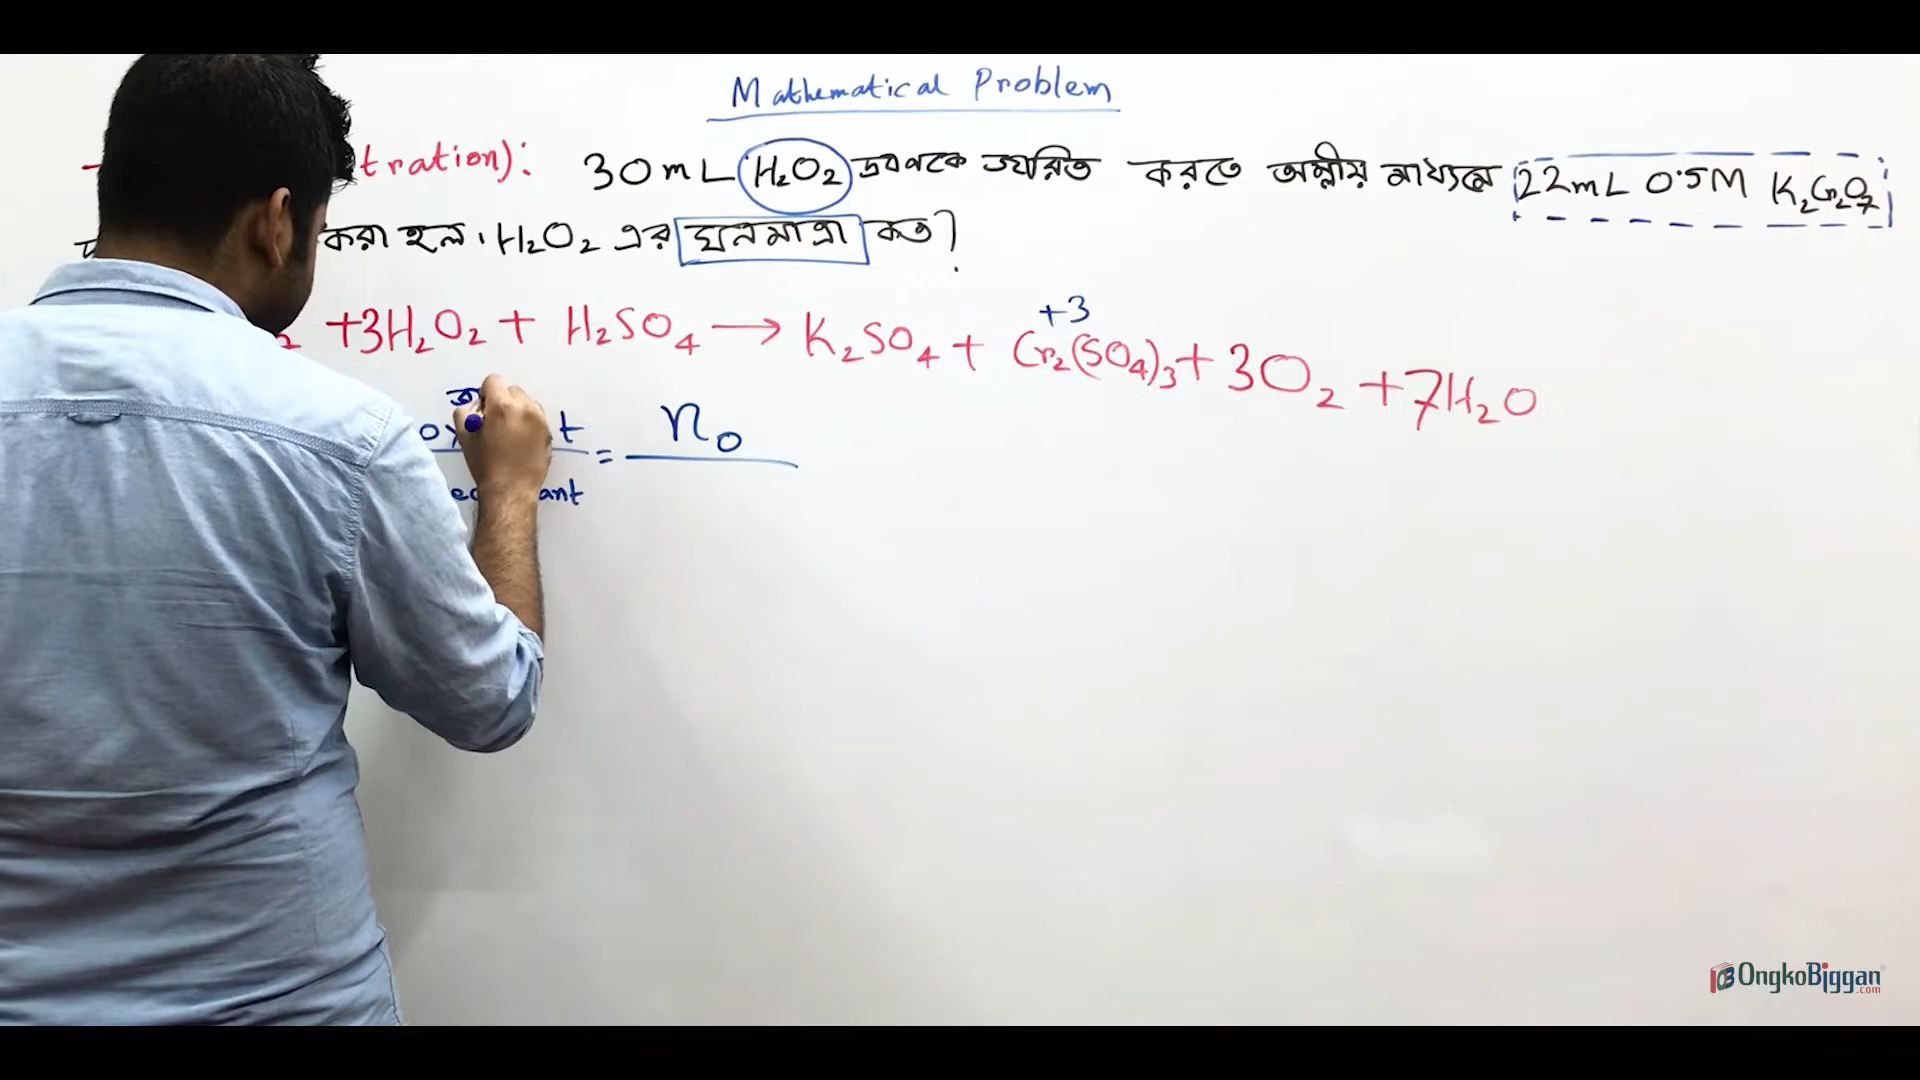 Mathematical Problem
tration): 30mL H₂O₂ দ্রবণকে জারিত করতে অম্লীয় মাধ্যমে 22mL 0.5M K₂Cr₂O₇
করা হল। H₂O₂ এর ঘনমাত্রা কত?
+3
+3H₂O₂ + H₂SO₄ → K₂SO₄ + Cr₂(SO₄)₃ + 3O₂ + 7H₂O
= n₀
OngkoBiggan.com